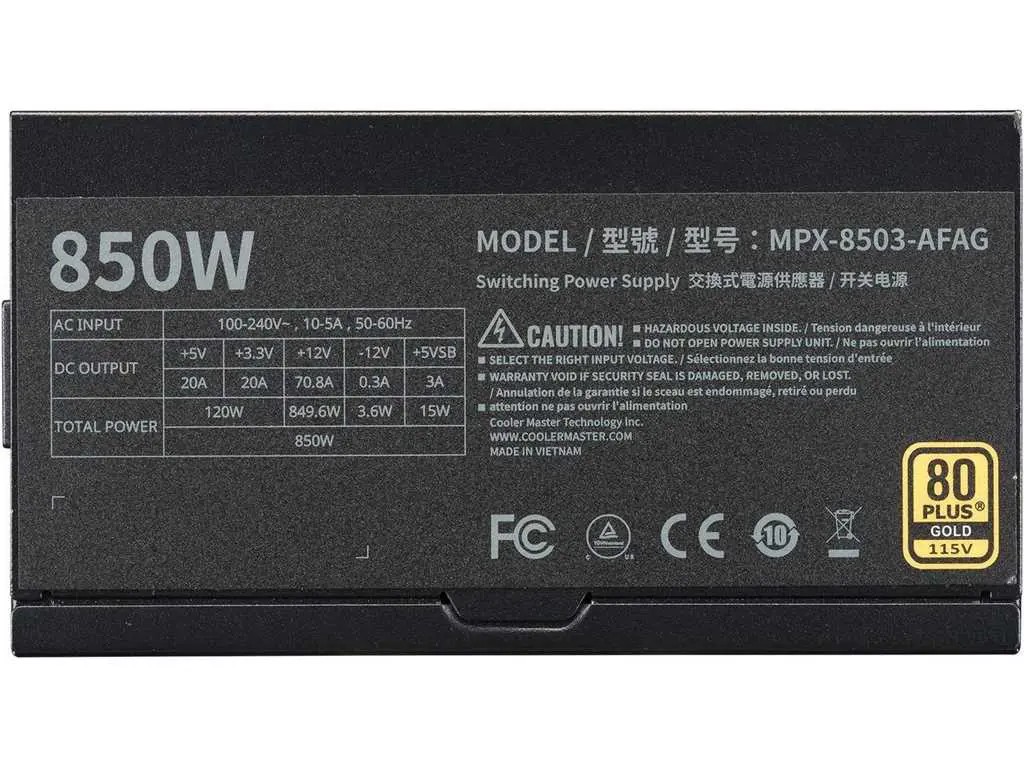 850W
MODEL / 型號 / 型号：MPX-8503-AFAG
Switching Power Supply 交換式電源供應器 / 开关电源
AC INPUT 100-240V~ , 10-5A , 50-60Hz
DC OUTPUT +5V +3.3V +12V -12V +5VSB
20A 20A 70.8A 0.3A 3A
TOTAL POWER 120W 849.6W 3.6W 15W
850W
CAUTION!
■ HAZARDOUS VOLTAGE INSIDE. / Tension dangereuse à l'intérieur
■ DO NOT OPEN POWER SUPPLY UNIT. / Ne pas ouvrir l'alimentation
■ SELECT THE RIGHT INPUT VOLTAGE. / Sélectionnez la bonne tension d'entrée
■ WARRANTY VOID IF SECURITY SEAL IS DAMAGED, REMOVED, OR LOST.
/ Annulation de la garantie si le sceau est endommagé, retiré ou perdu
■ attention ne pas ouvrir l'alimentation
Cooler Master Technology Inc.
WWW.COOLERMASTER.COM
MADE IN VIETNAM
FC
TÜVRheinland
C US
CE
10
80
PLUS®
GOLD
115V